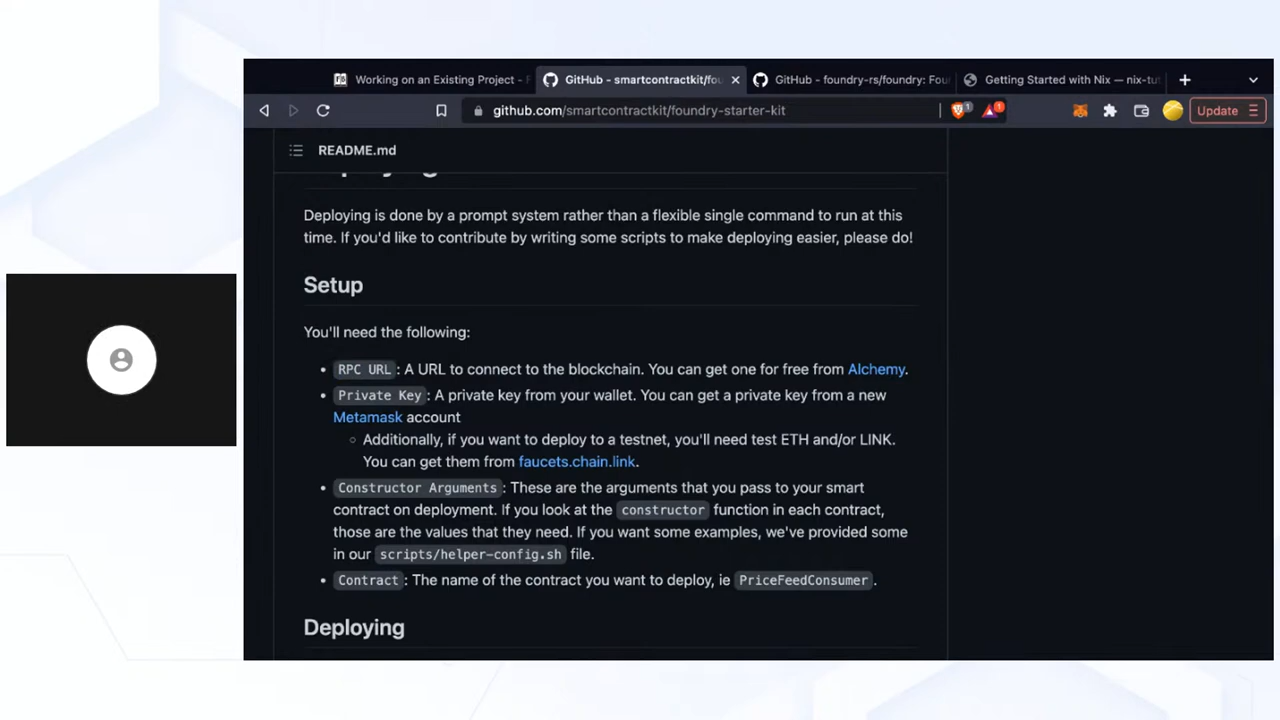 Working on an Existing Project - F
GitHub - smartcontractkit/fou
GitHub - foundry-rs/foundry: Fou
Getting Started with Nix — nix-tut
github.com/smartcontractkit/foundry-starter-kit
1
1
Update
README.md
Deploying is done by a prompt system rather than a flexible single command to run at this
time. If you'd like to contribute by writing some scripts to make deploying easier, please do!
Setup
You'll need the following:
• RPC URL : A URL to connect to the blockchain. You can get one for free from Alchemy.
• Private Key : A private key from your wallet. You can get a private key from a new
Metamask account
◦ Additionally, if you want to deploy to a testnet, you'll need test ETH and/or LINK.
You can get them from faucets.chain.link.
• Constructor Arguments : These are the arguments that you pass to your smart
contract on deployment. If you look at the constructor function in each contract,
those are the values that they need. If you want some examples, we've provided some
in our scripts/helper-config.sh file.
• Contract : The name of the contract you want to deploy, ie PriceFeedConsumer .
Deploying